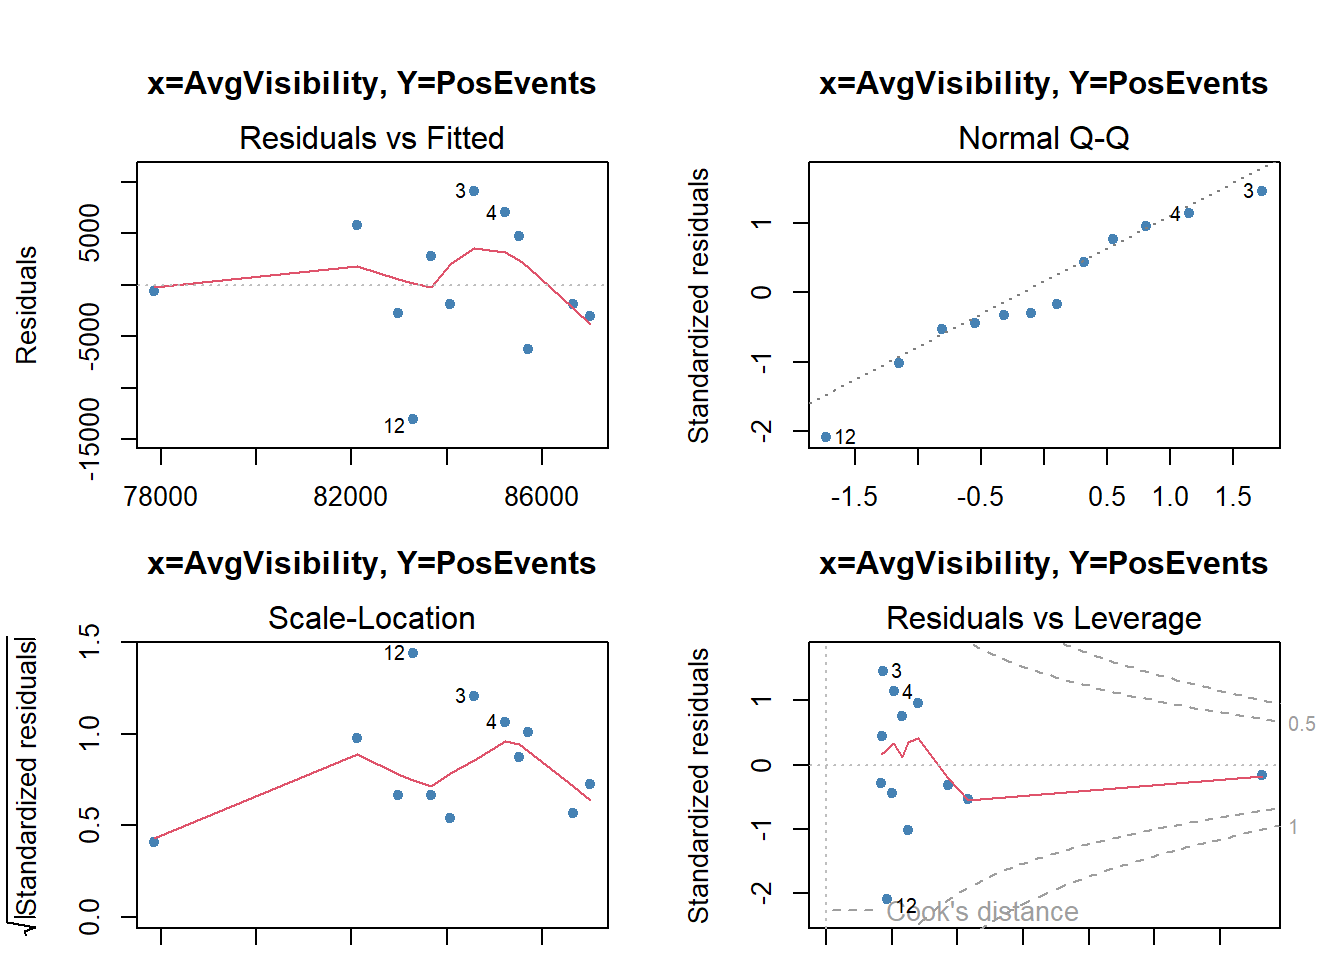 x=AvgVisibility, Y=PosEvents
Residuals vs Fitted
Residuals
5000
-5000
-15000
3
4
12
78000 82000 86000
x=AvgVisibility, Y=PosEvents
Normal Q-Q
Standardized residuals
1
0
-1
-2
3
4
12
-1.5 -0.5 0.5 1.0 1.5
x=AvgVisibility, Y=PosEvents
Scale-Location
√|Standardized residuals|
1.5
1.0
0.5
0.0
12
3
4
x=AvgVisibility, Y=PosEvents
Residuals vs Leverage
Standardized residuals
1
0
-1
-2
3
4
12
0.5
1
Cook's distance